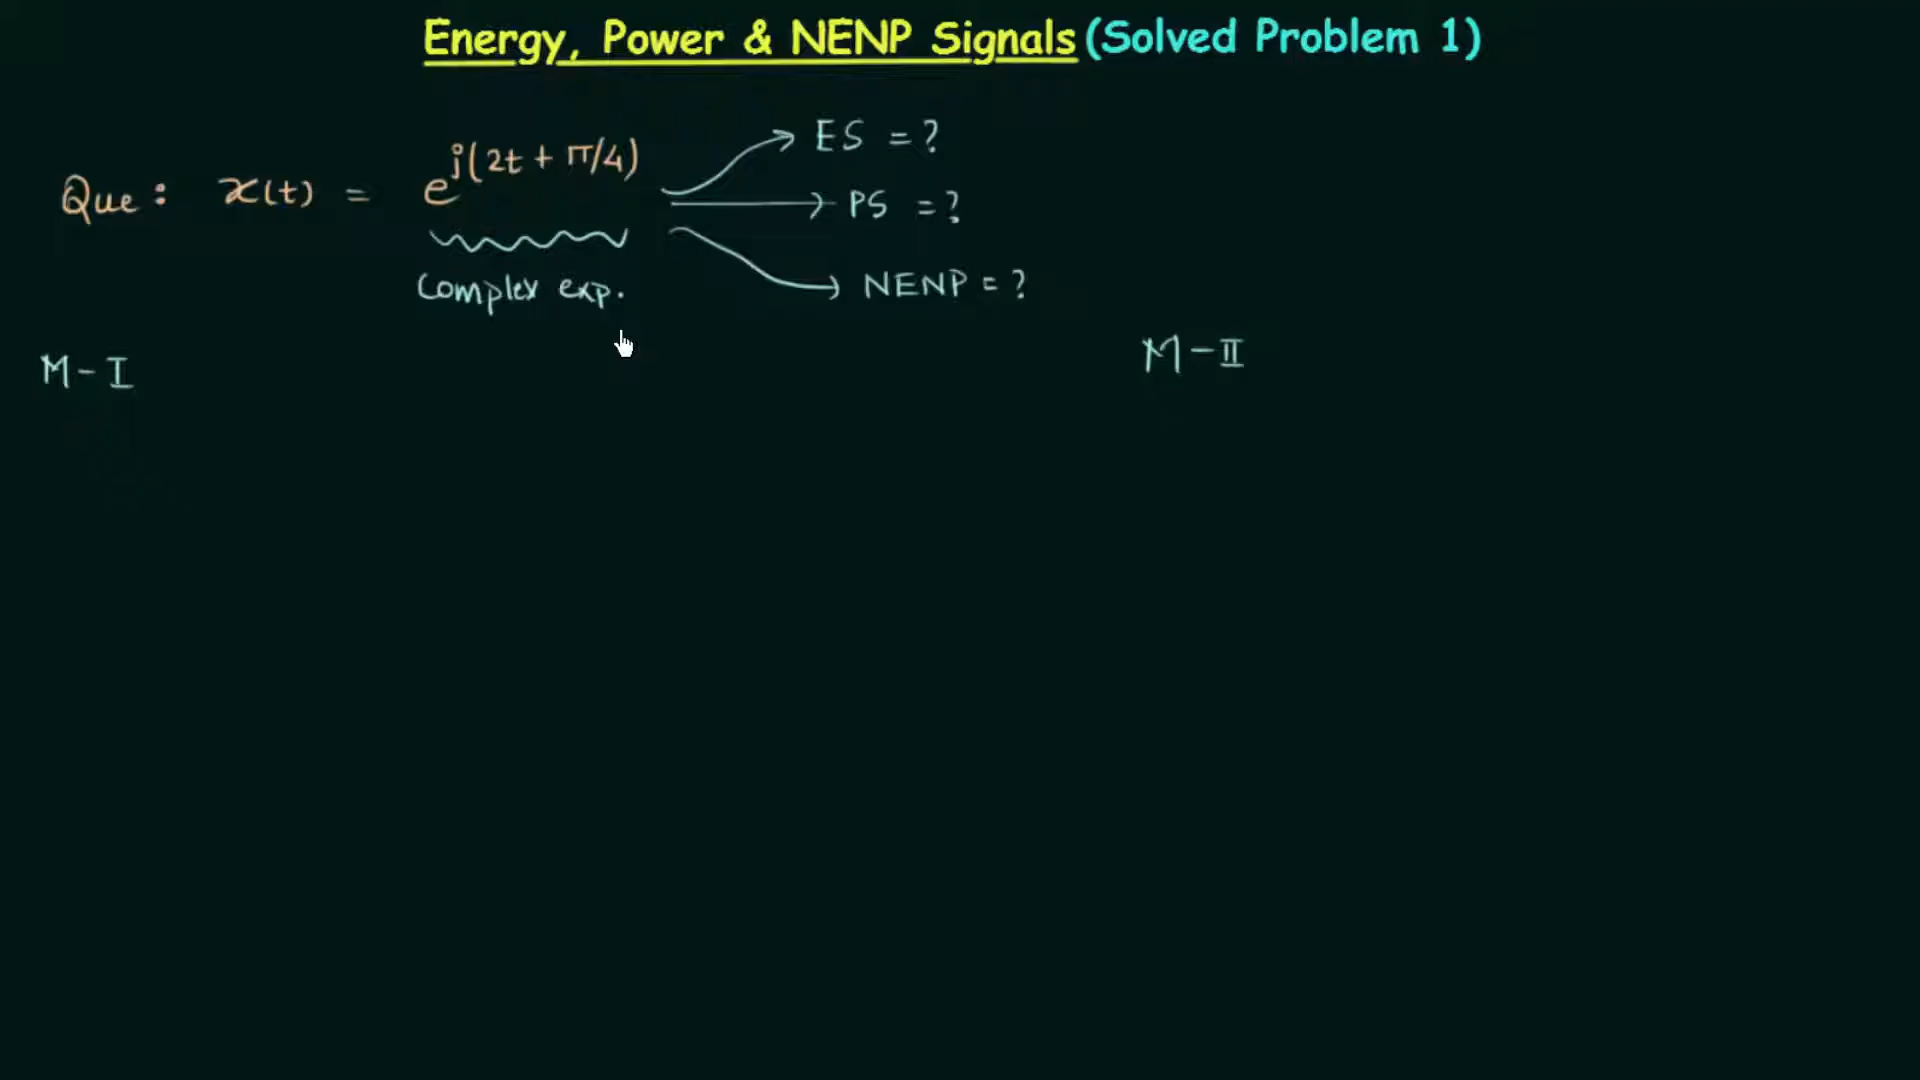 Energy, Power & NENP Signals (Solved Problem 1)
Que: x(t) = e^j(2t + π/4)
ES = ?
PS = ?
NENP = ?
Complex exp.
M-I
M-II